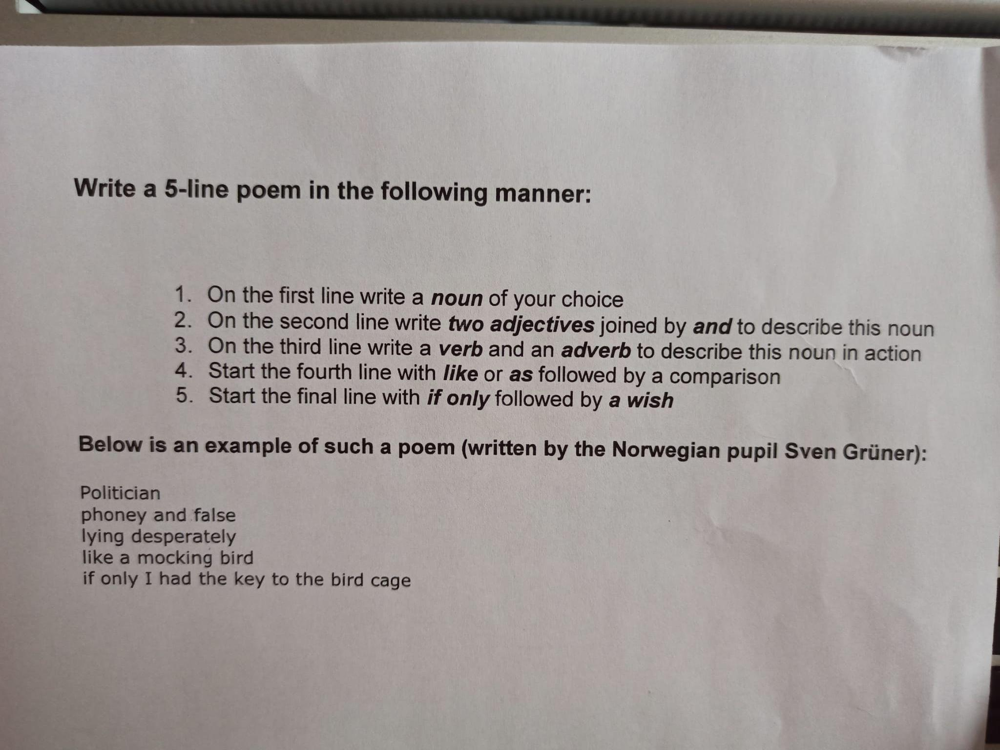 Write a 5-line poem in the following manner:
1. On the first line write a noun of your choice
2. On the second line write two adjectives joined by and to describe this noun
3. On the third line write a verb and an adverb to describe this noun in action
4. Start the fourth line with like or as followed by a comparison
5. Start the final line with if only followed by a wish
Below is an example of such a poem (written by the Norwegian pupil Sven Grüner):
Politician
phoney and false
lying desperately
like a mocking bird
if only I had the key to the bird cage